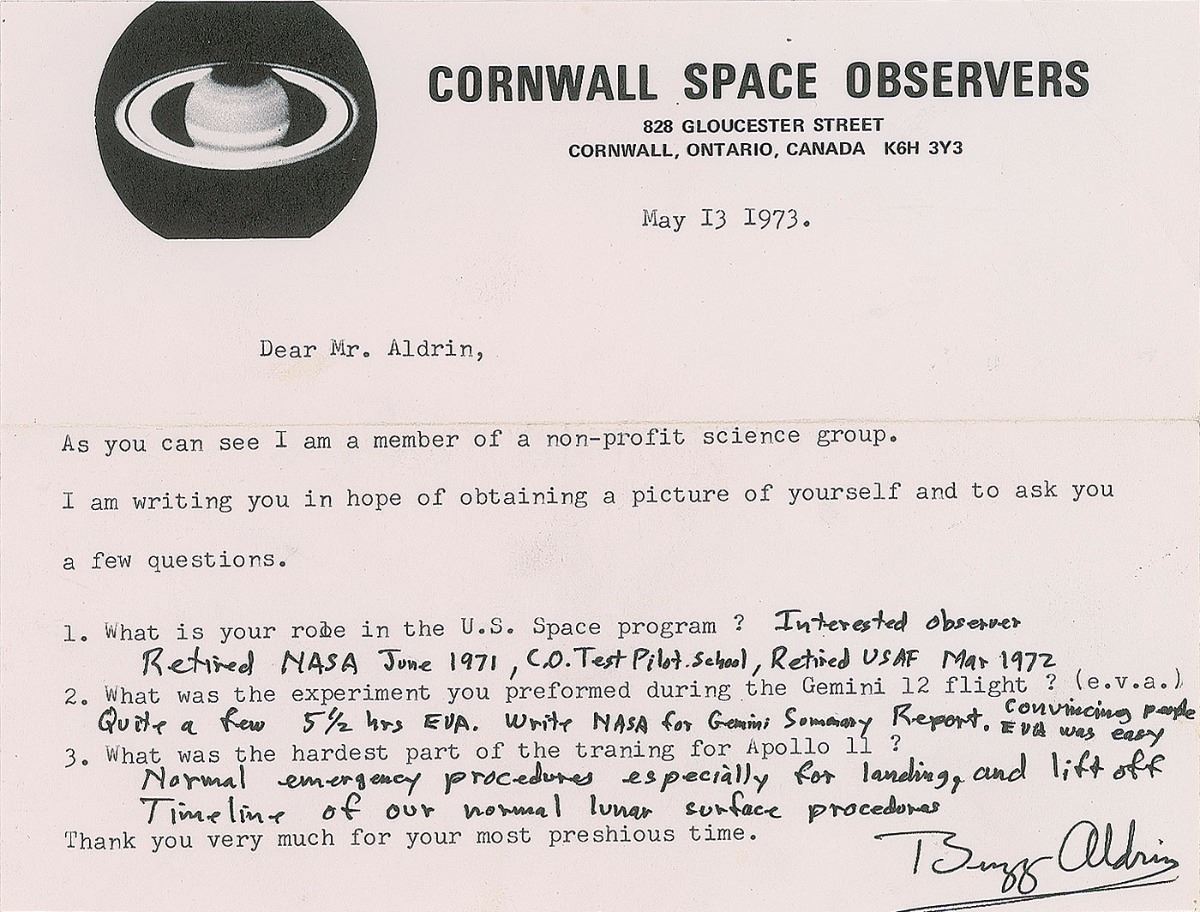 CORNWALL SPACE OBSERVERS
828 GLOUCESTER STREET
CORNWALL, ONTARIO, CANADA K6H 3Y3
May I3 I973.
Dear Mr. Aldrin,
As you can see I am a member of a non-profit science group.
I am writing you in hope of obtaining a picture of yourself and to ask you
a few questions.
1. What is your role in the U.S. Space program ? Interested observer
Retired NASA June 1971, C.O. Test Pilot School, Retired USAF Mar 1972
2. What was the experiment you preformed during the Gemini 12 flight ? (e.v.a.)
Quite a few 5½ hrs EVA. Write NASA for Gemini Sommary Report. Convincing people
EVA was easy
3. What was the hardest part of the traning for Apollo 11 ?
Normal emergency procedures especially for landing, and lift off
Timeline of our normal lunar surface procedures
Thank you very much for your most preshious time.
Buzz Aldrin